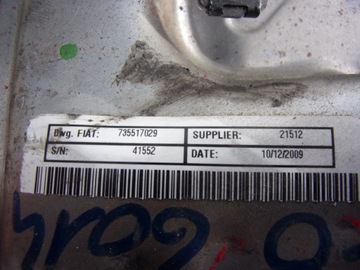 Dwg. FIAT: 735517029 SUPPLIER: 21512
S/N: 41552 DATE: 10/12/2009